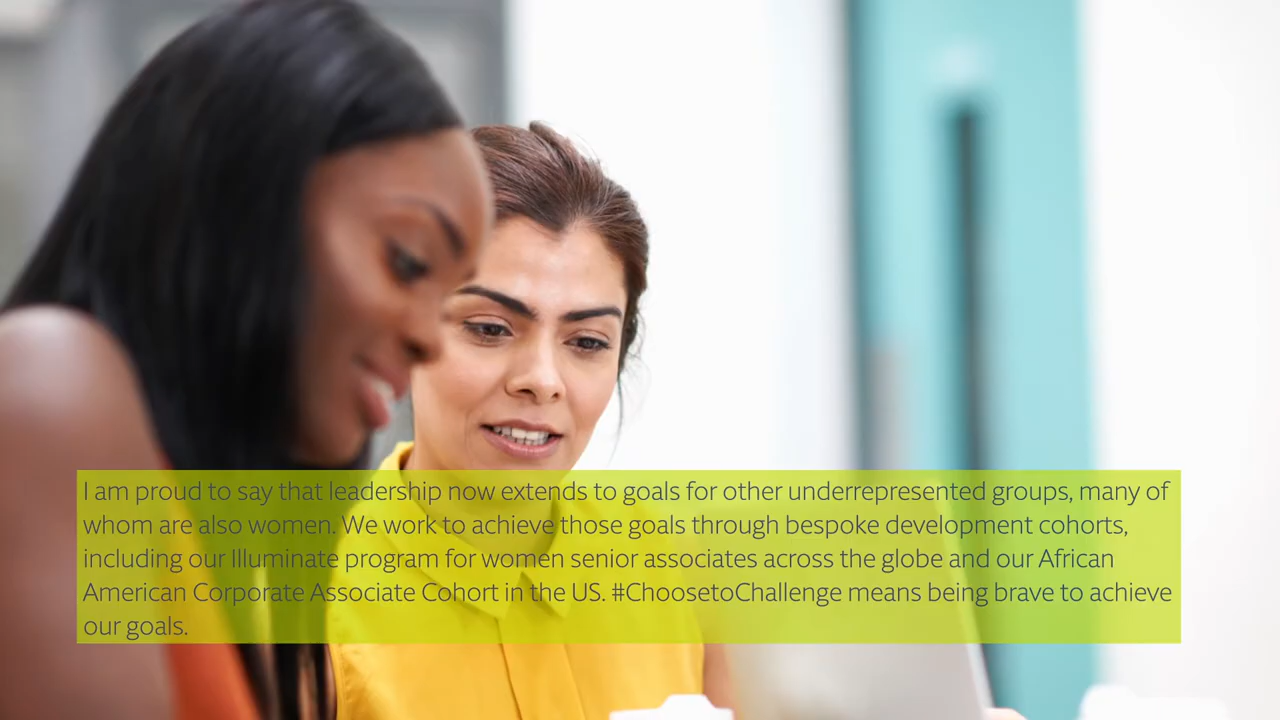 I am proud to say that leadership now extends to goals for other underrepresented groups, many of
whom are also women. We work to achieve those goals through bespoke development cohorts,
including our Illuminate program for women senior associates across the globe and our African
American Corporate Associate Cohort in the US. #ChoosetoChallenge means being brave to achieve
our goals.